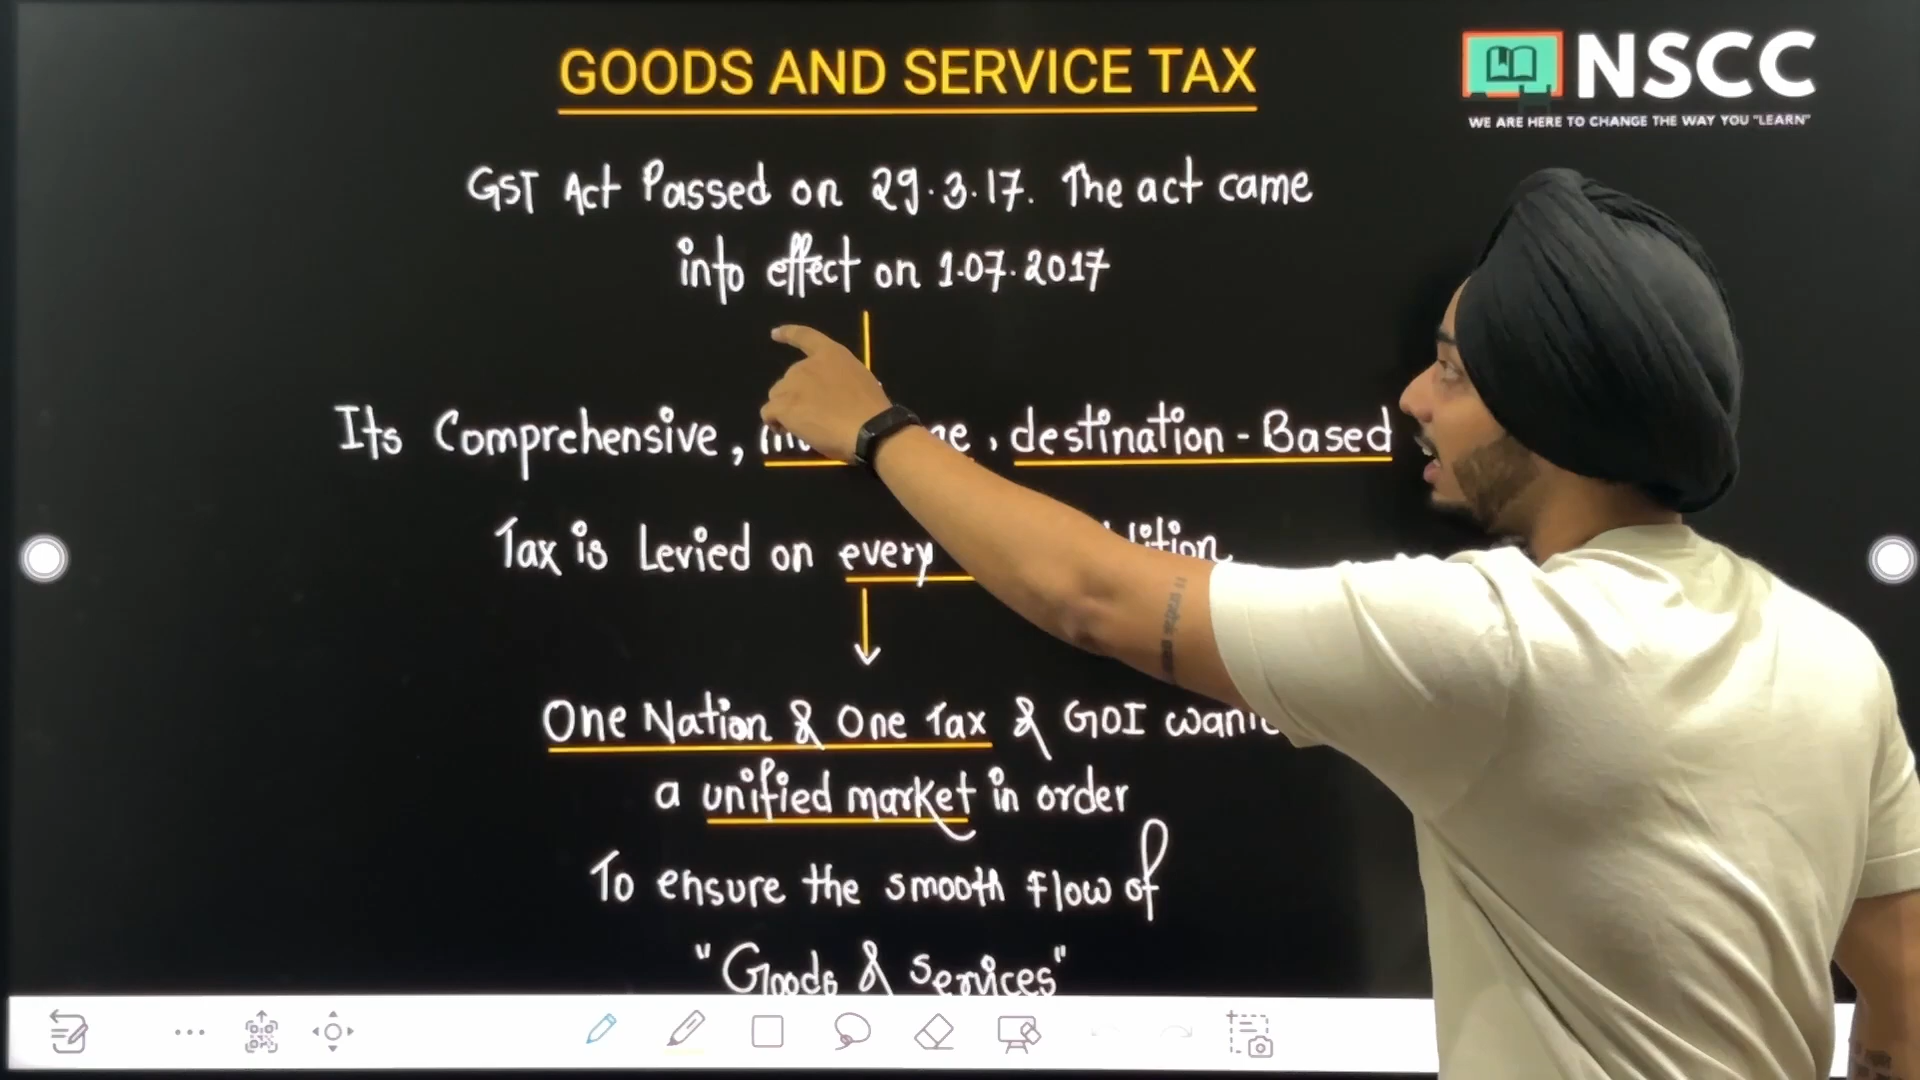 GOODS AND SERVICE TAX
NSCC
WE ARE HERE TO CHANGE THE WAY YOU "LEARN"
GST Act Passed on 29.3.17. The act came
into effect on 1.07.2017
Its Comprehensive, destination-Based
Tax is Levied on every
One Nation & One Tax & GOI
a unified market in order
To ensure the smooth flow of
"Goods & Services"